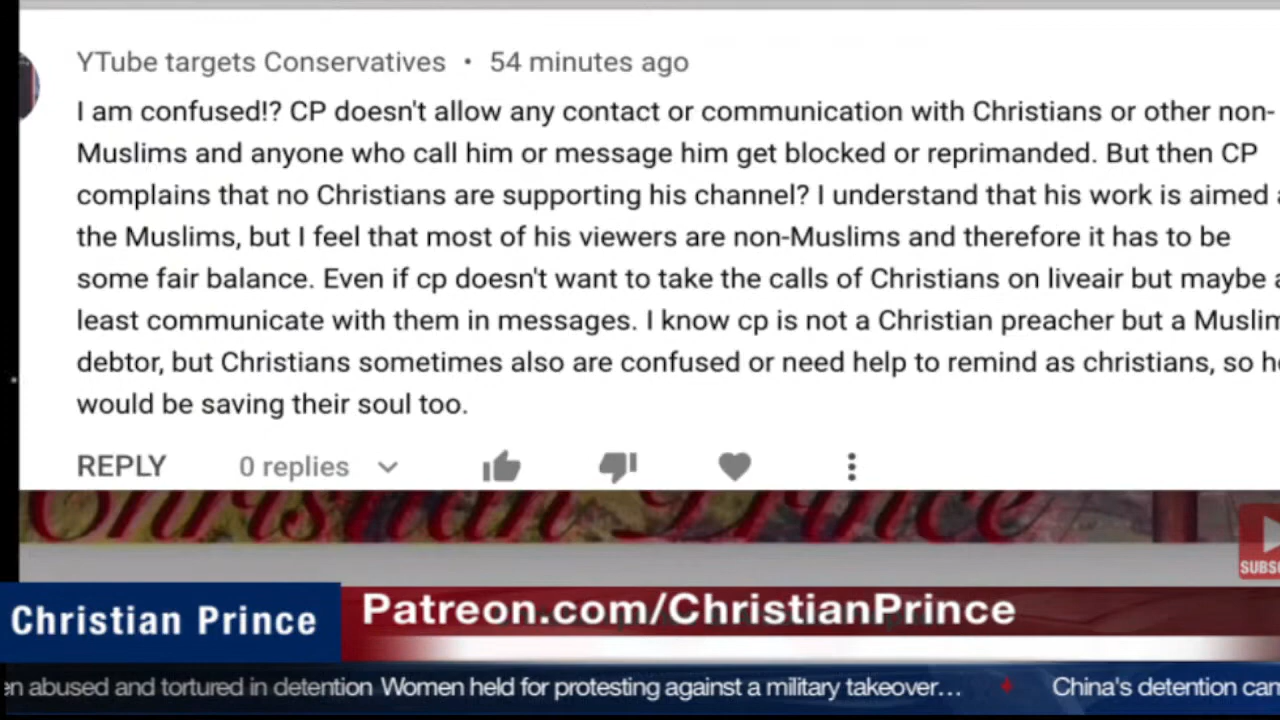 YTube targets Conservatives • 54 minutes ago
I am confused!? CP doesn't allow any contact or communication with Christians or other non-
Muslims and anyone who call him or message him get blocked or reprimanded. But then CP
complains that no Christians are supporting his channel? I understand that his work is aimed a
the Muslims, but I feel that most of his viewers are non-Muslims and therefore it has to be
some fair balance. Even if cp doesn't want to take the calls of Christians on liveair but maybe a
least communicate with them in messages. I know cp is not a Christian preacher but a Muslim
debtor, but Christians sometimes also are confused or need help to remind as christians, so he
would be saving their soul too.
REPLY 0 replies
Christian Prince
SUBSC
Christian Prince Patreon.com/ChristianPrince
en abused and tortured in detention Women held for protesting against a military takeover... China's detention cam